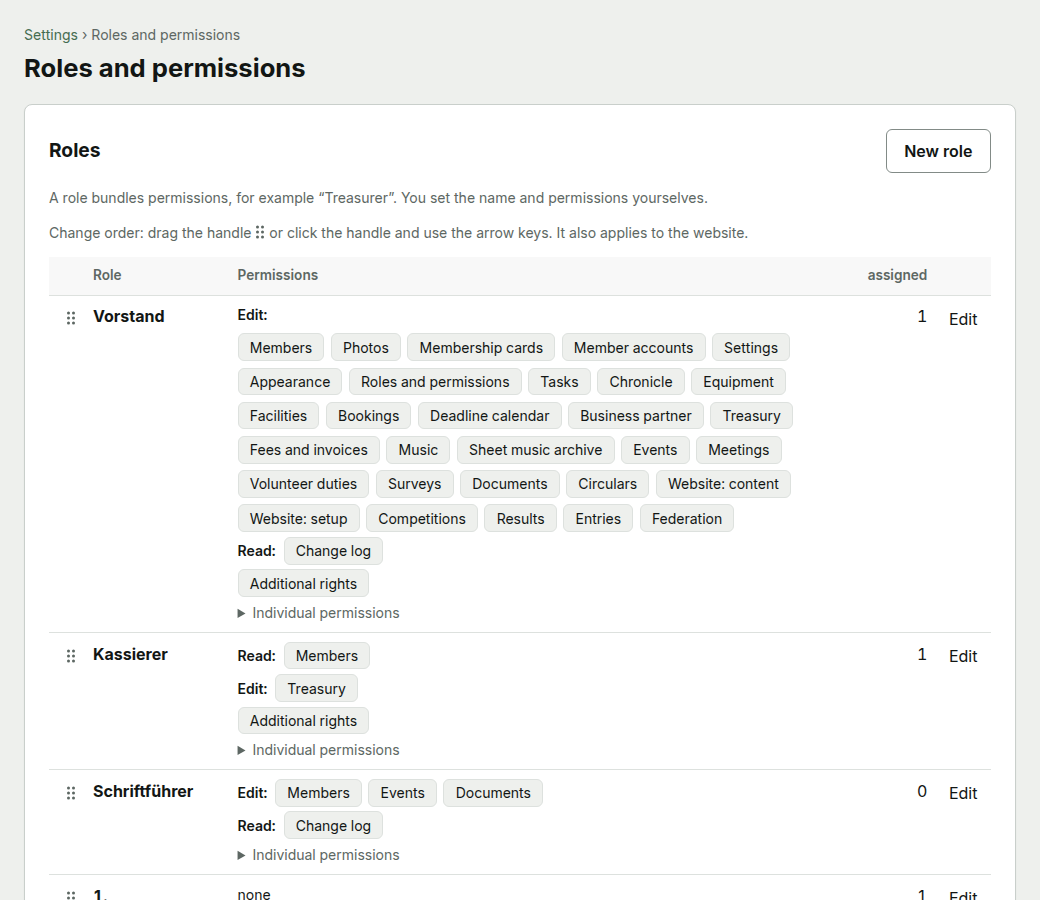 Settings › Roles and permissions
Roles and permissions
Roles
New role
A role bundles permissions, for example “Treasurer”. You set the name and permissions yourselves.
Change order: drag the handle ⠿ or click the handle and use the arrow keys. It also applies to the website.
Role Permissions assigned
Vorstand Edit: 1 Edit
Members Photos Membership cards Member accounts Settings
Appearance Roles and permissions Tasks Chronicle Equipment
Facilities Bookings Deadline calendar Business partner Treasury
Fees and invoices Music Sheet music archive Events Meetings
Volunteer duties Surveys Documents Circulars Website: content
Website: setup Competitions Results Entries Federation
Read: Change log
Additional rights
▶ Individual permissions
Kassierer Read: Members 1 Edit
Edit: Treasury
Additional rights
▶ Individual permissions
Schriftführer Edit: Members Events Documents 0 Edit
Read: Change log
▶ Individual permissions
1. none 1 Edit